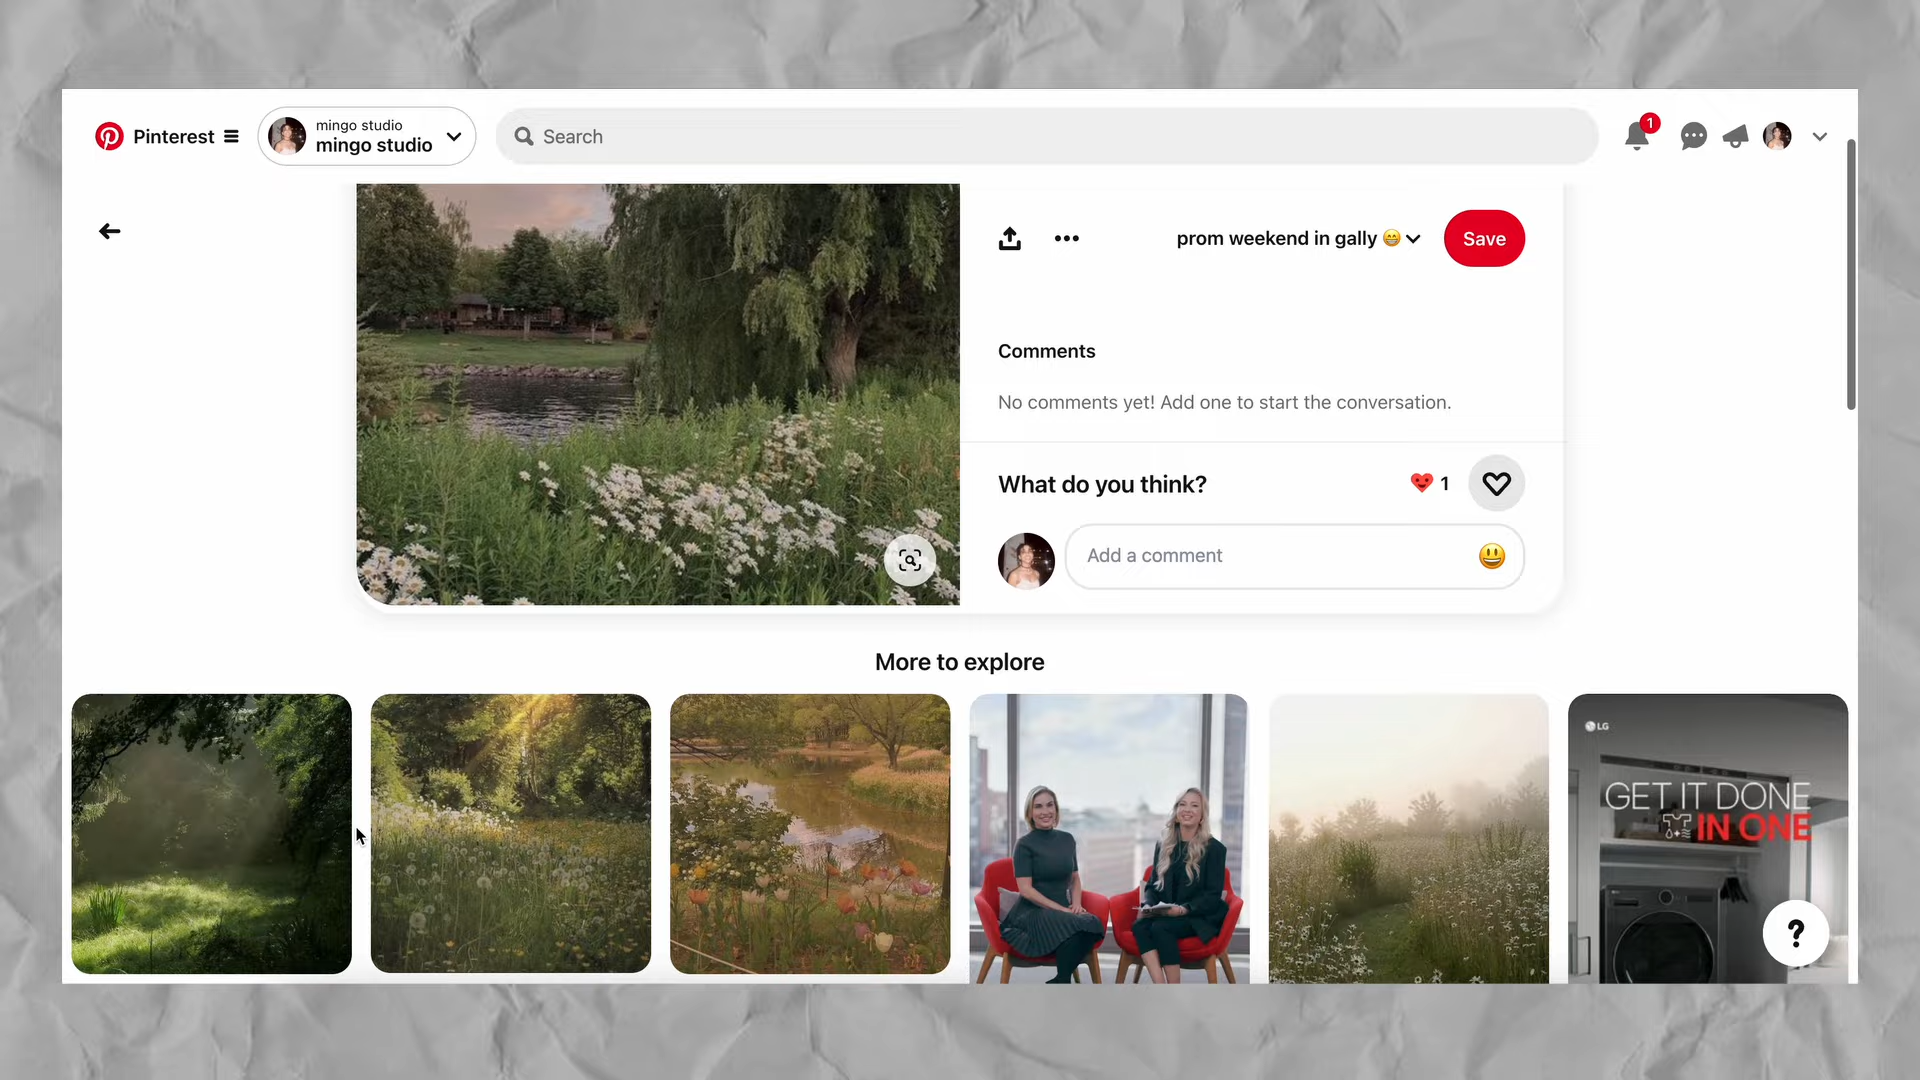 Pinterest
mingo studio
mingo studio
Search
1
prom weekend in gally 😁
Save
Comments
No comments yet! Add one to start the conversation.
What do you think?
1
Add a comment
More to explore
LG
GET IT DONE
IN ONE
?